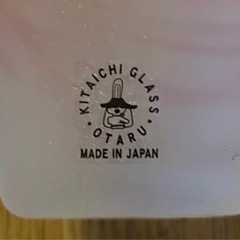 KITAICHI GLASS
• OTARU •
MADE IN JAPAN